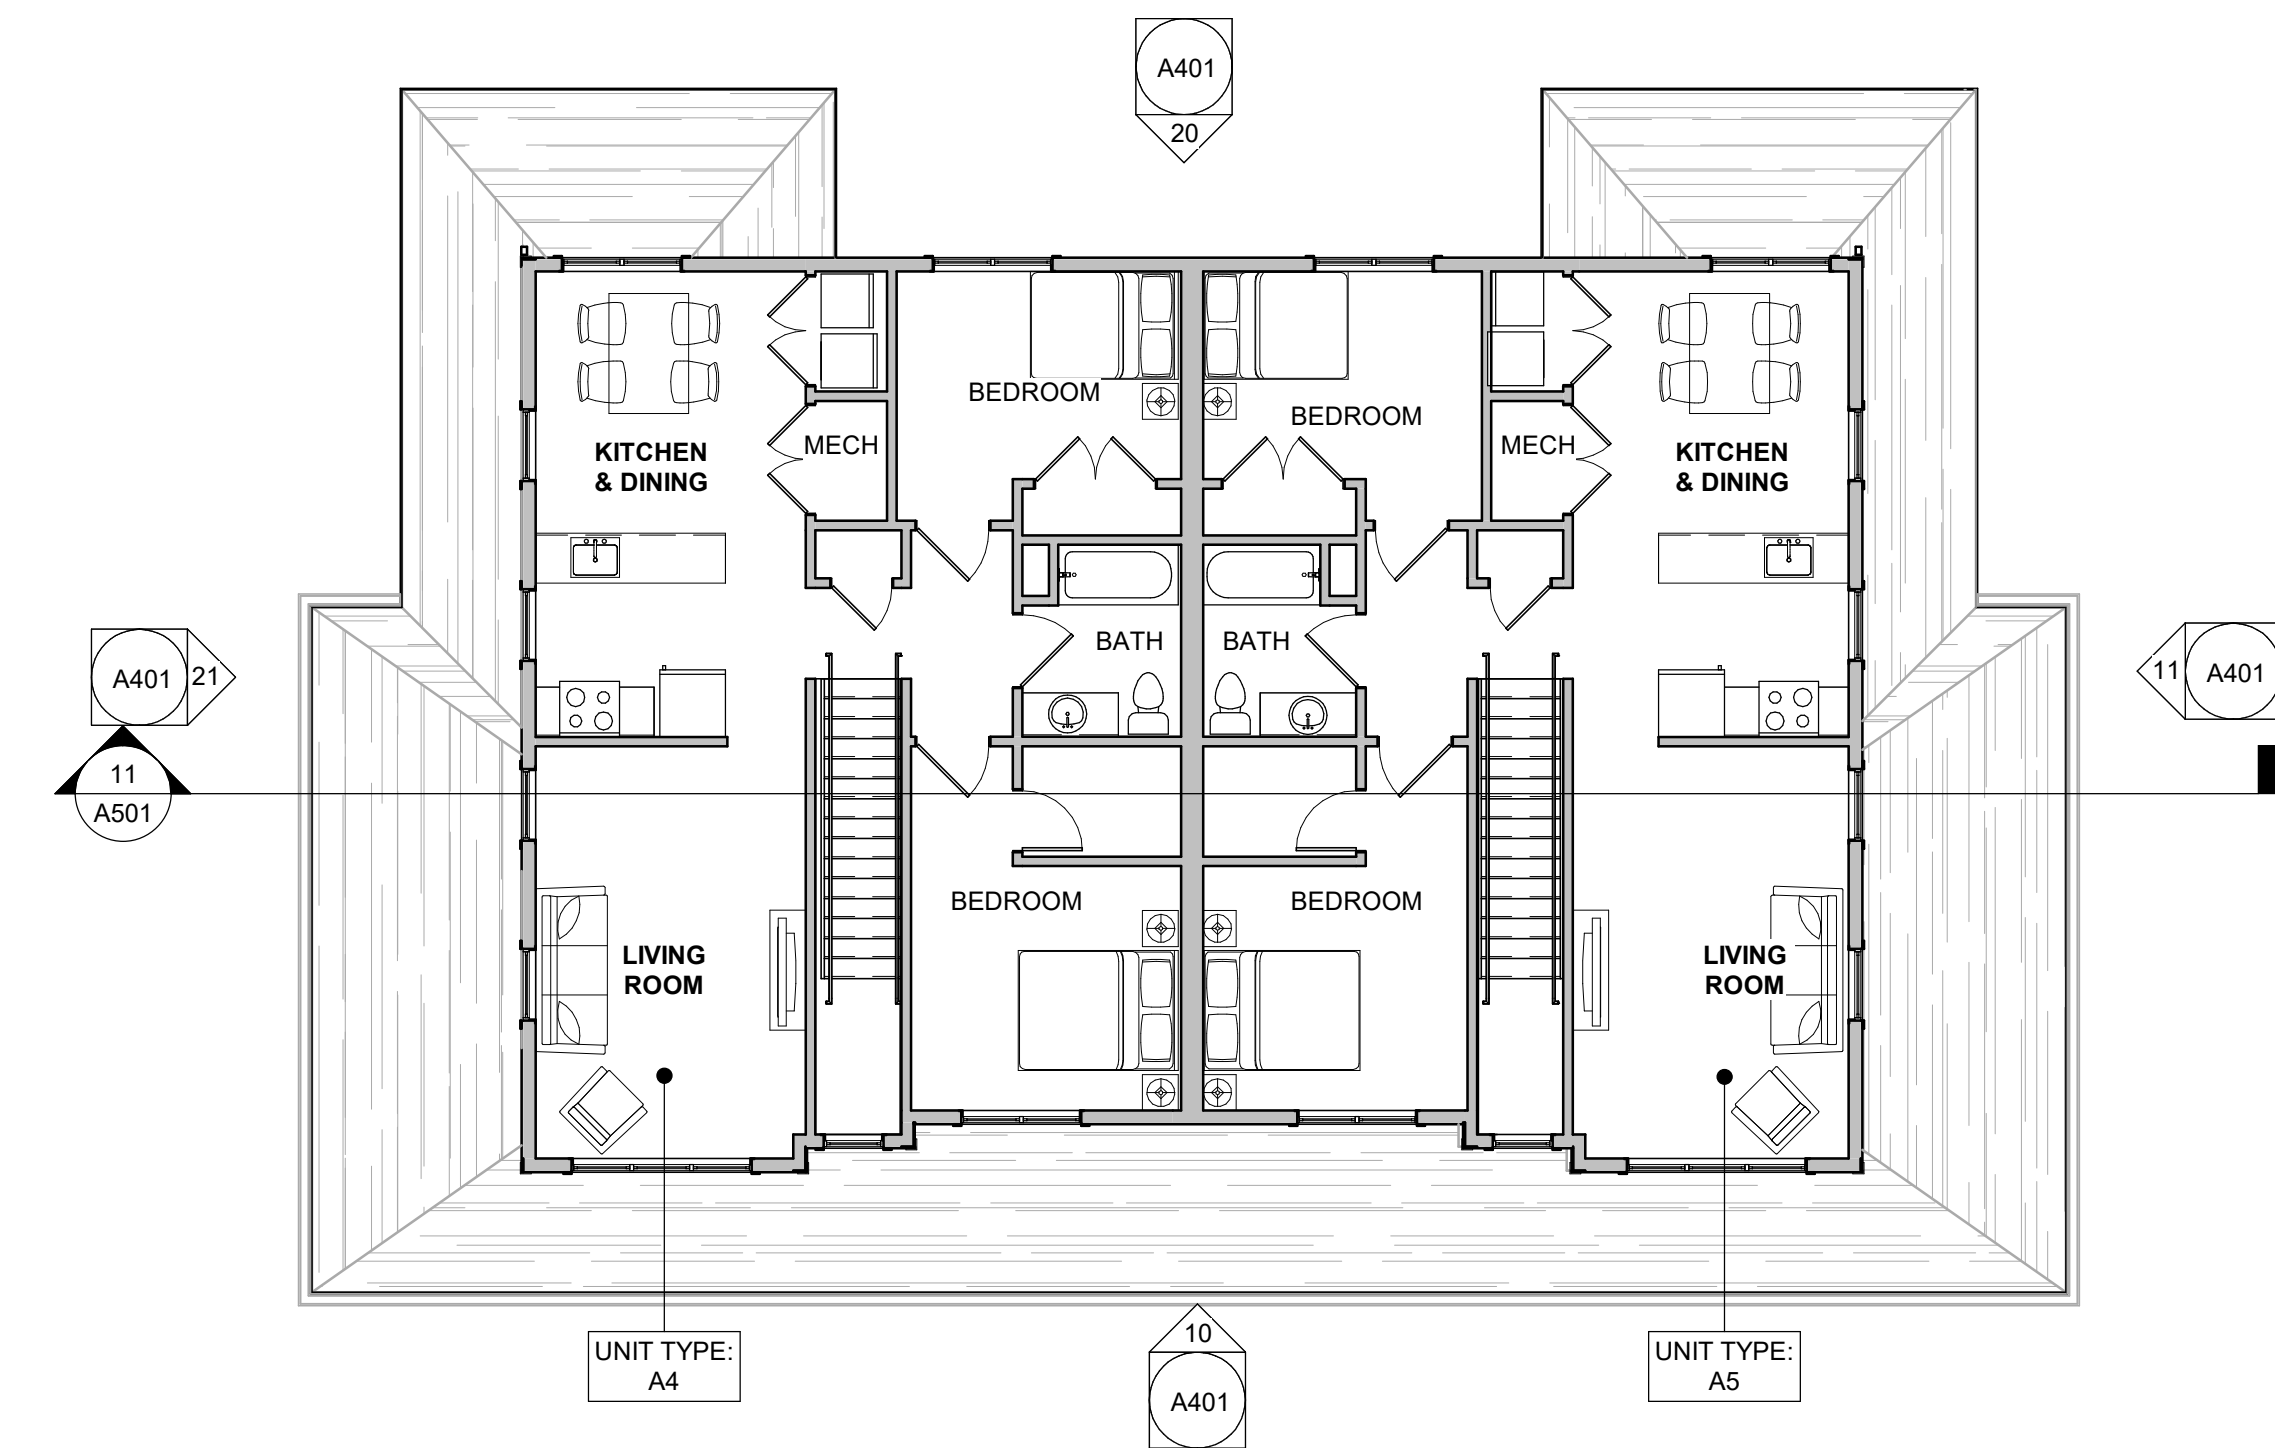 A401
20
BEDROOM
BEDROOM
MECH
MECH
KITCHEN
& DINING
KITCHEN
& DINING
BATH
BATH
A401
21
11
A401
11
A501
BEDROOM
BEDROOM
LIVING
ROOM
LIVING
ROOM
10
A401
UNIT TYPE:
A4
UNIT TYPE:
A5